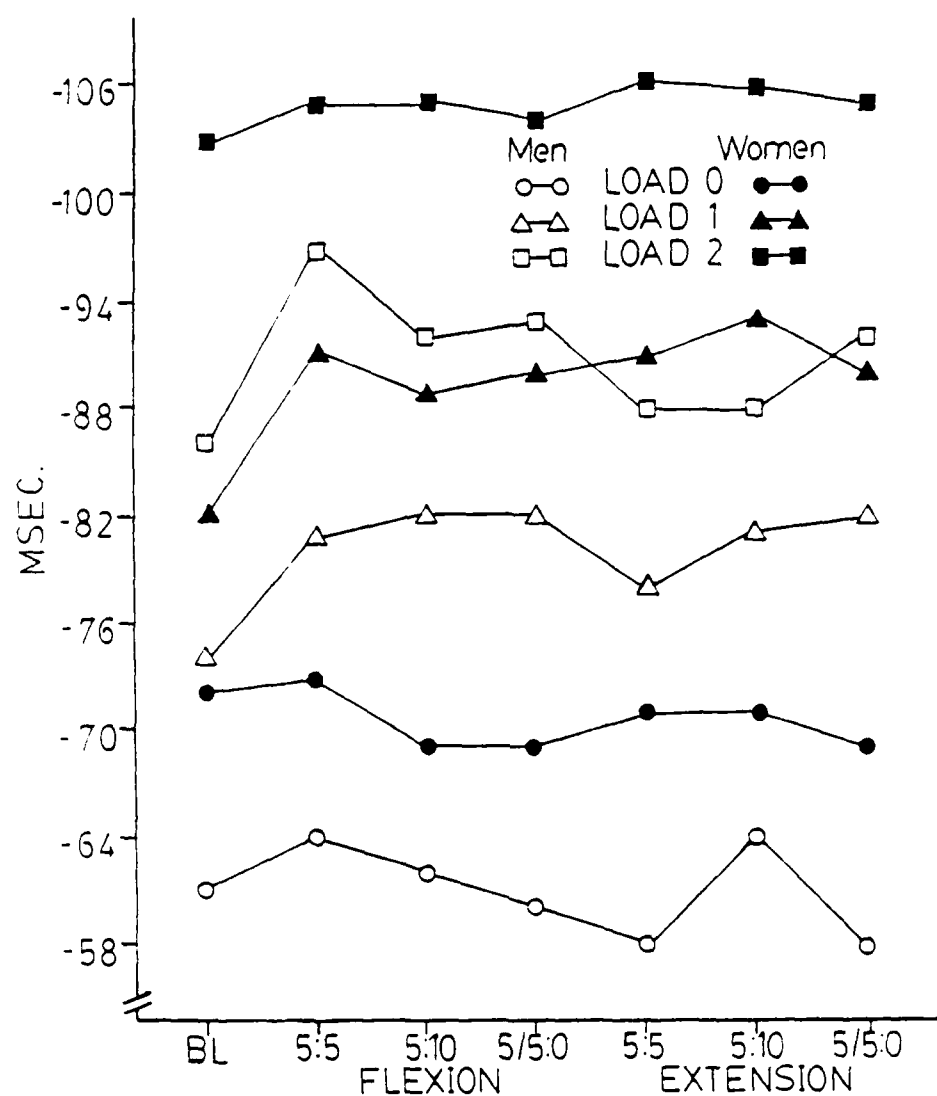 -106
Men Women
LOAD 0
-100
LOAD 1
LOAD 2
-94
-88
-82
-76
-70
-64
-58
MSEC.
BL 5:5 5:10 5/5:0 5:5 5:10 5/5:0
FLEXION EXTENSION